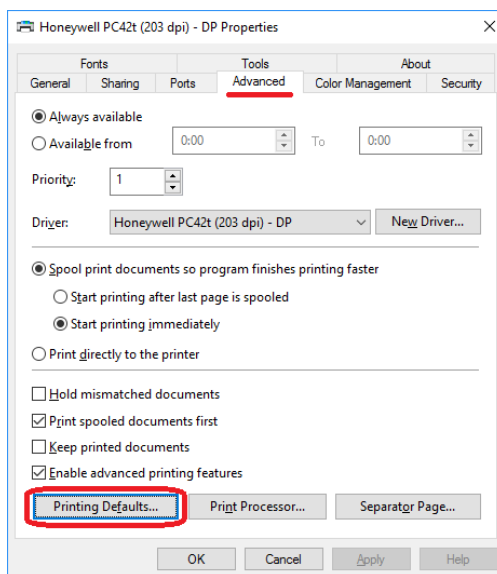 Honeywell PC42t (203 dpi) - DP Properties
Fonts Tools About
General Sharing Ports Advanced Color Management Security
Always available
Available from 0:00 To 0:00
Priority: 1
Driver: Honeywell PC42t (203 dpi) - DP New Driver...
Spool print documents so program finishes printing faster
Start printing after last page is spooled
Start printing immediately
Print directly to the printer
Hold mismatched documents
Print spooled documents first
Keep printed documents
Enable advanced printing features
Printing Defaults... Print Processor... Separator Page...
OK Cancel Apply Help